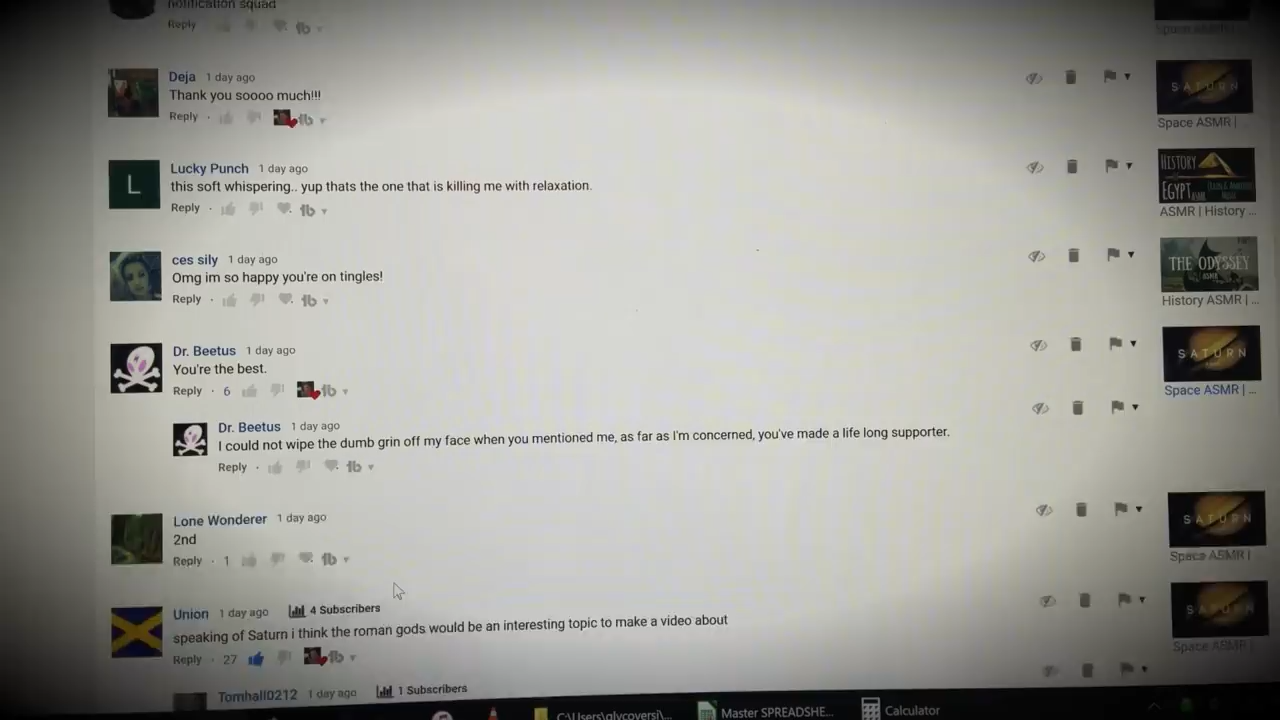 notification squad
Reply
Deja 1 day ago
Thank you soooo much!!!
Reply ·
SATURN
Space ASMR | ...
Lucky Punch 1 day ago
L
this soft whispering.. yup thats the one that is killing me with relaxation.
Reply ·
HISTORY
EGYPT
ASMR | History ...
ces sily 1 day ago
Omg im so happy you're on tingles!
Reply ·
THE ODYSSEY
ASMR
History ASMR | ...
Dr. Beetus 1 day ago
You're the best.
Reply · 6
SATURN
Space ASMR | ...
Dr. Beetus 1 day ago
I could not wipe the dumb grin off my face when you mentioned me, as far as I'm concerned, you've made a life long supporter.
Reply ·
Lone Wonderer 1 day ago
2nd
Reply · 1
SATURN
Space ASMR |
Union 1 day ago 4 Subscribers
speaking of Saturn i think the roman gods would be an interesting topic to make a video about
Reply · 27
SATURN
Space ASMR |
Tomhall0212 1 day ago 1 Subscribers
C:\Users\glycoversi\...
Master SPREADSHE...
Calculator